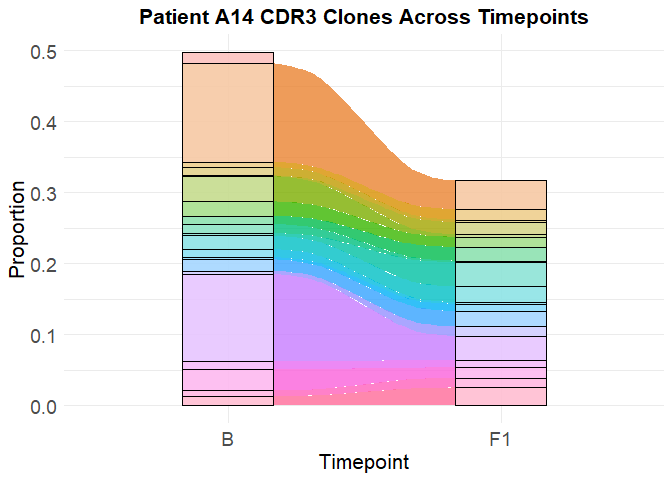 Patient A14 CDR3 Clones Across Timepoints
Proportion
0.5
0.4
0.3
0.2
0.1
0.0
B
F1
Timepoint